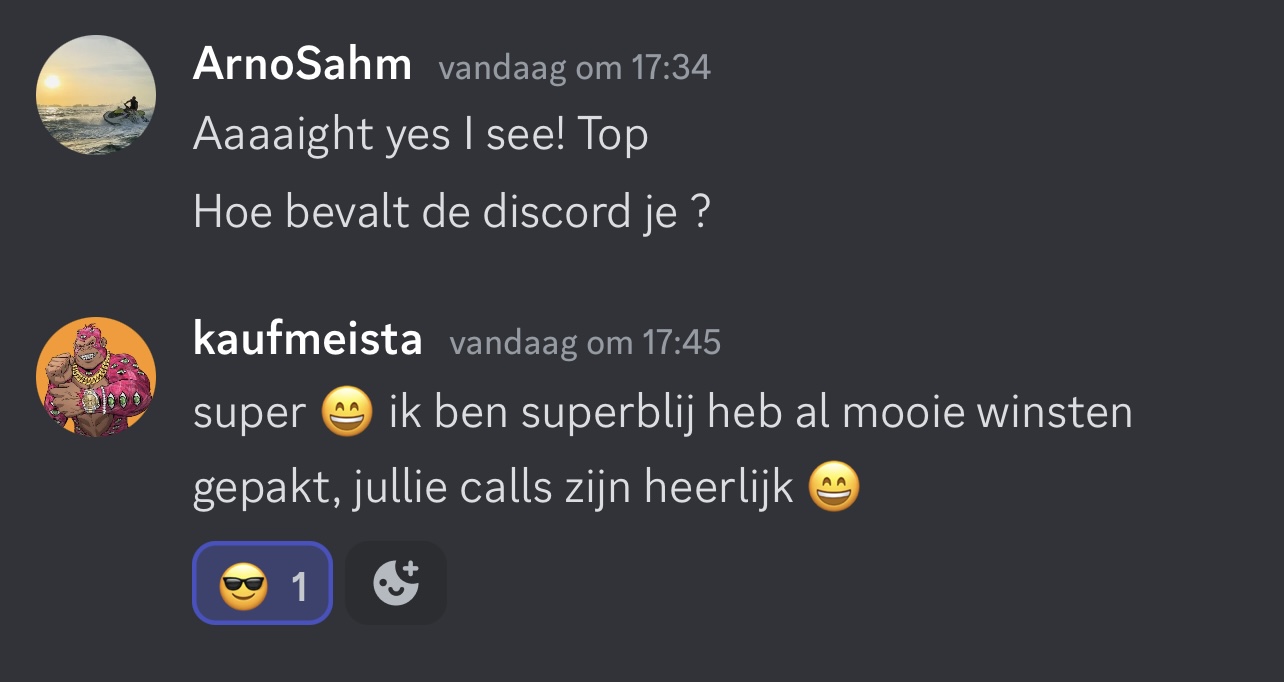 ArnoSahm vandaag om 17:34
Aaaaight yes I see! Top
Hoe bevalt de discord je ?
kaufmeista vandaag om 17:45
super 😄 ik ben superblij heb al mooie winsten
gepakt, jullie calls zijn heerlijk 😄
😎 1